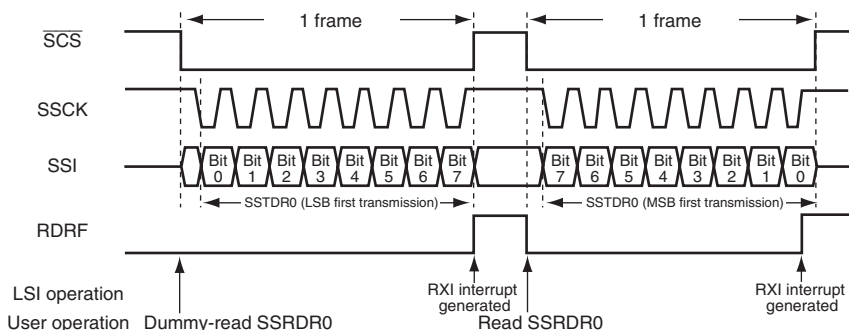 1 frame 1 frame
SCS
SSCK
SSI
Bit 0 Bit 1 Bit 2 Bit 3 Bit 4 Bit 5 Bit 6 Bit 7 Bit 7 Bit 6 Bit 5 Bit 4 Bit 3 Bit 2 Bit 1 Bit 0
SSTDR0 (LSB first transmission) SSTDR0 (MSB first transmission)
RDRF
LSI operation
RXI interrupt
generated
RXI interrupt
generated
User operation Dummy-read SSRDR0 Read SSRDR0